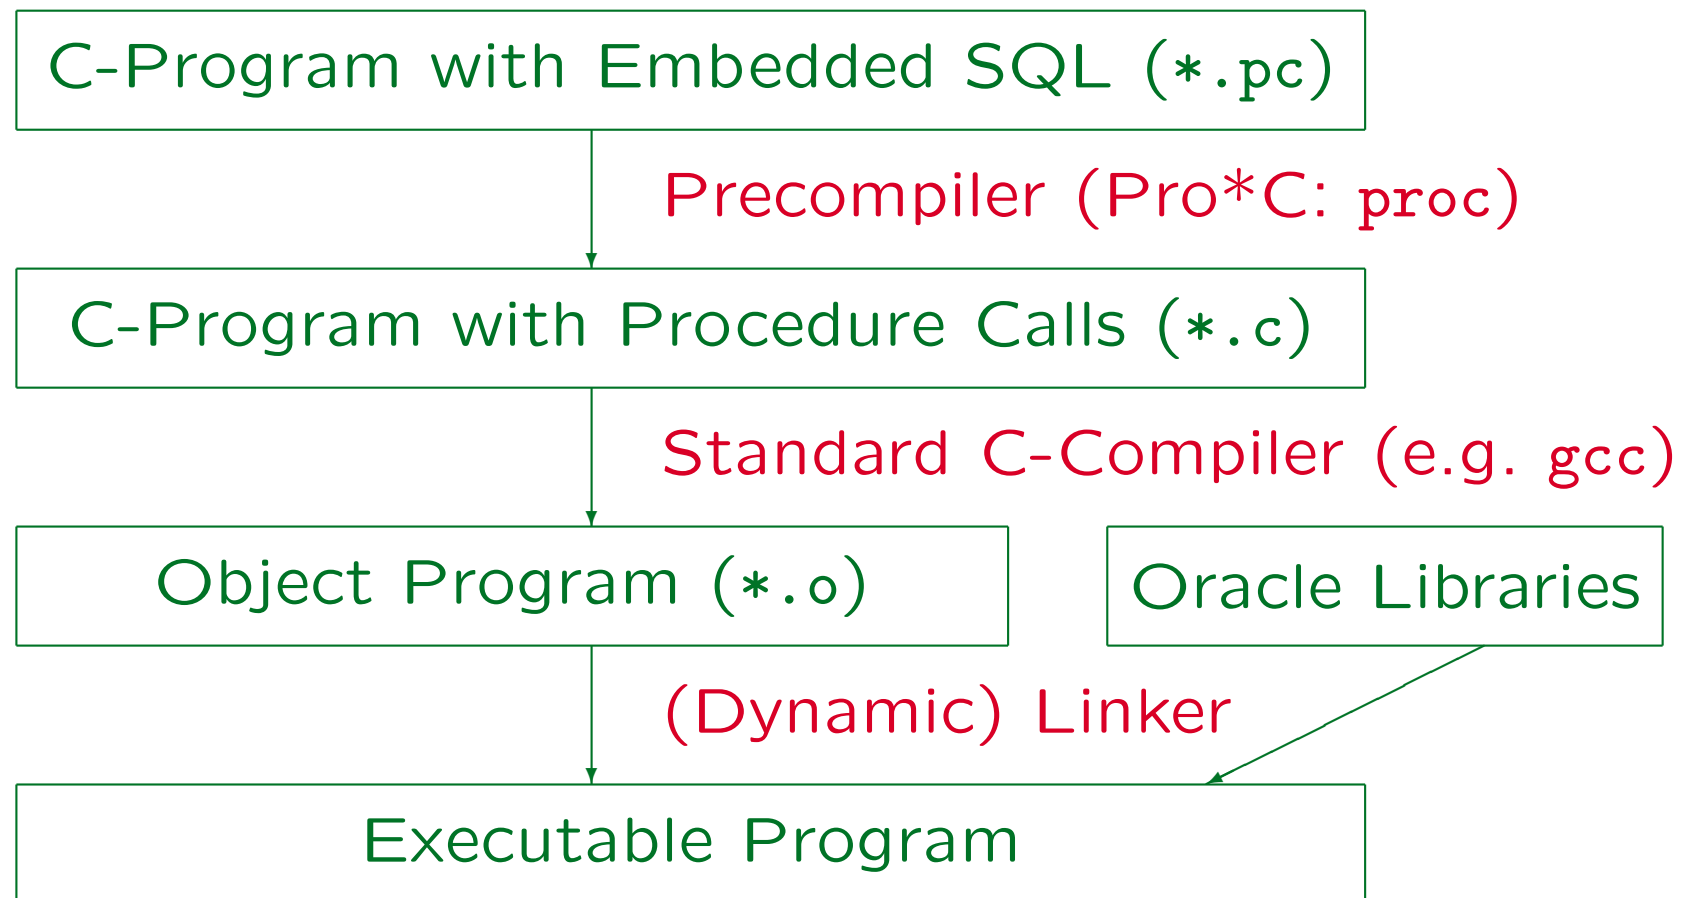 C-Program with Embedded SQL (*.pc)
Precompiler (Pro*C: proc)
C-Program with Procedure Calls (*.c)
Standard C-Compiler (e.g. gcc)
Object Program (*.o)
Oracle Libraries
(Dynamic) Linker
Executable Program